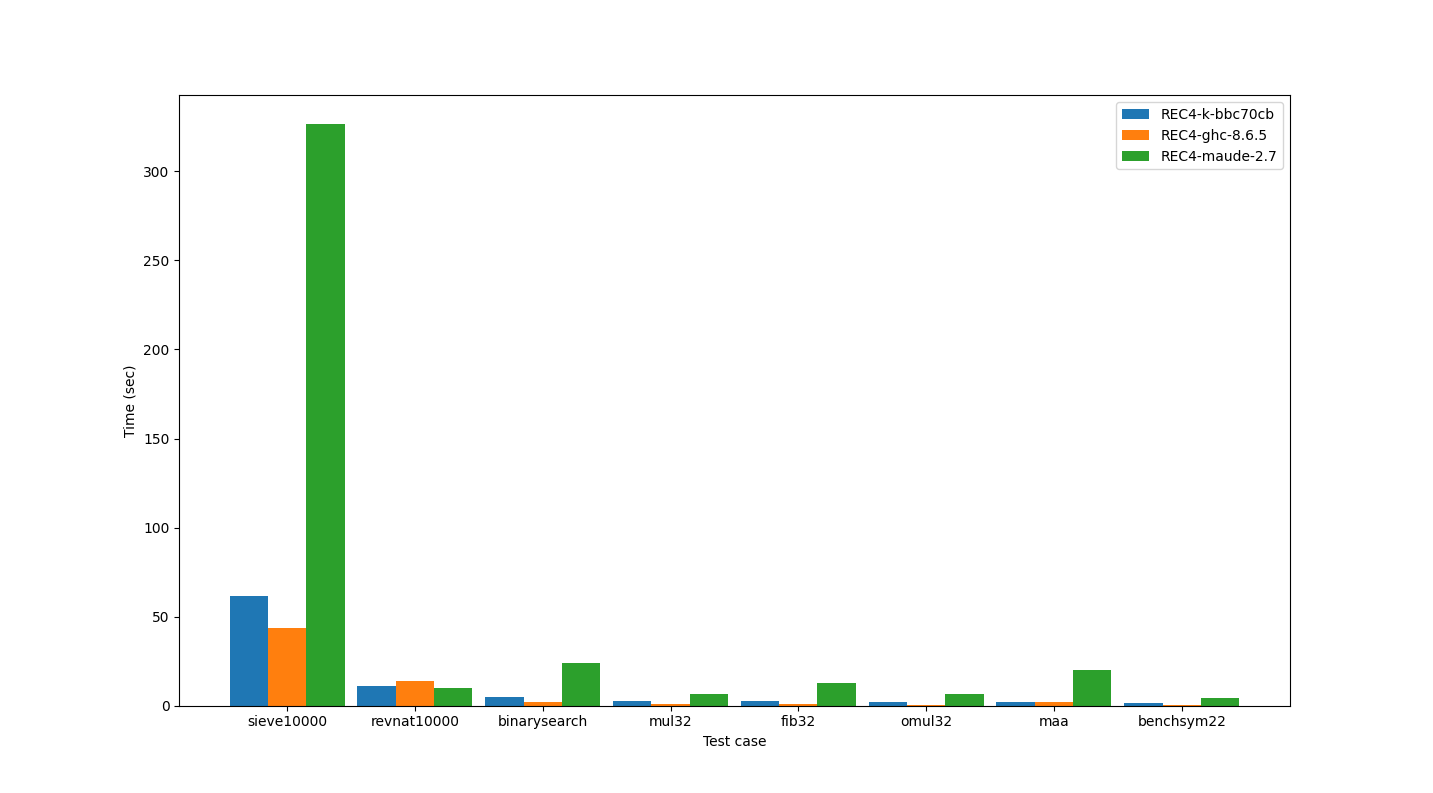 REC4-k-bbc70cb
REC4-ghc-8.6.5
REC4-maude-2.7
300
250
200
150
100
50
0
Time (sec)
sieve10000 revnat10000 binarysearch mul32 fib32 omul32 maa benchsym22
Test case